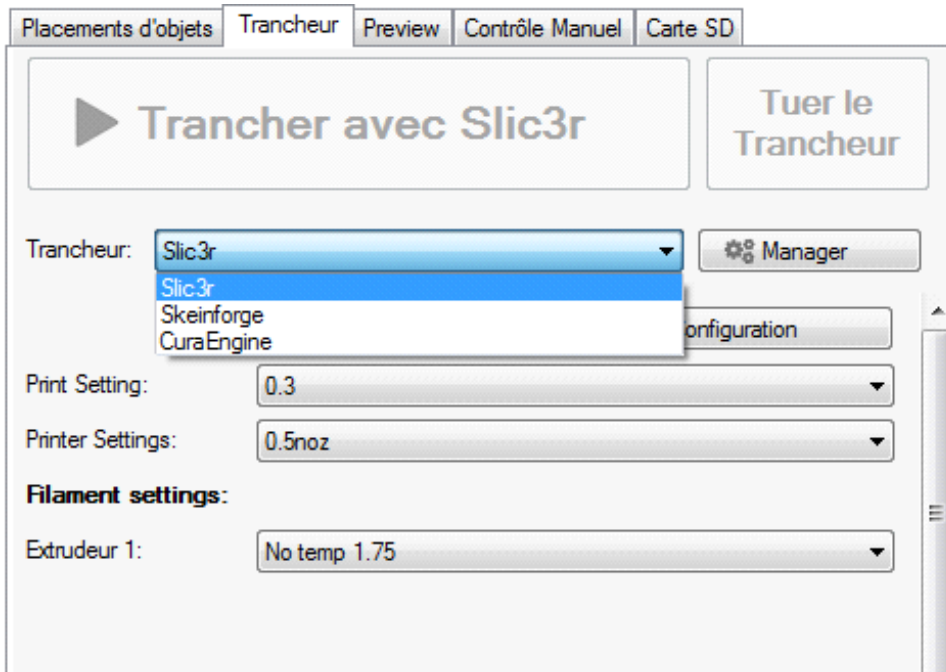 Placements d'objets Trancheur Preview Contrôle Manuel Carte SD
Trancher avec Slic3r
Tuer le
Trancheur
Trancheur: Slic3r Manager
Slic3r
Skeinforge
CuraEngine
onfiguration
Print Setting: 0.3
Printer Settings: 0.5noz
Filament settings:
Extrudeur 1: No temp 1.75